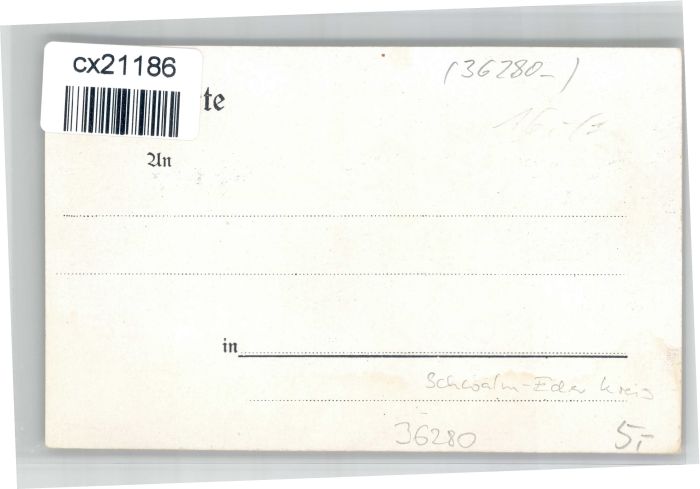 cx21186
(36280-)
te
An
in
Schwalm-Eder Kreis
36280
5,-